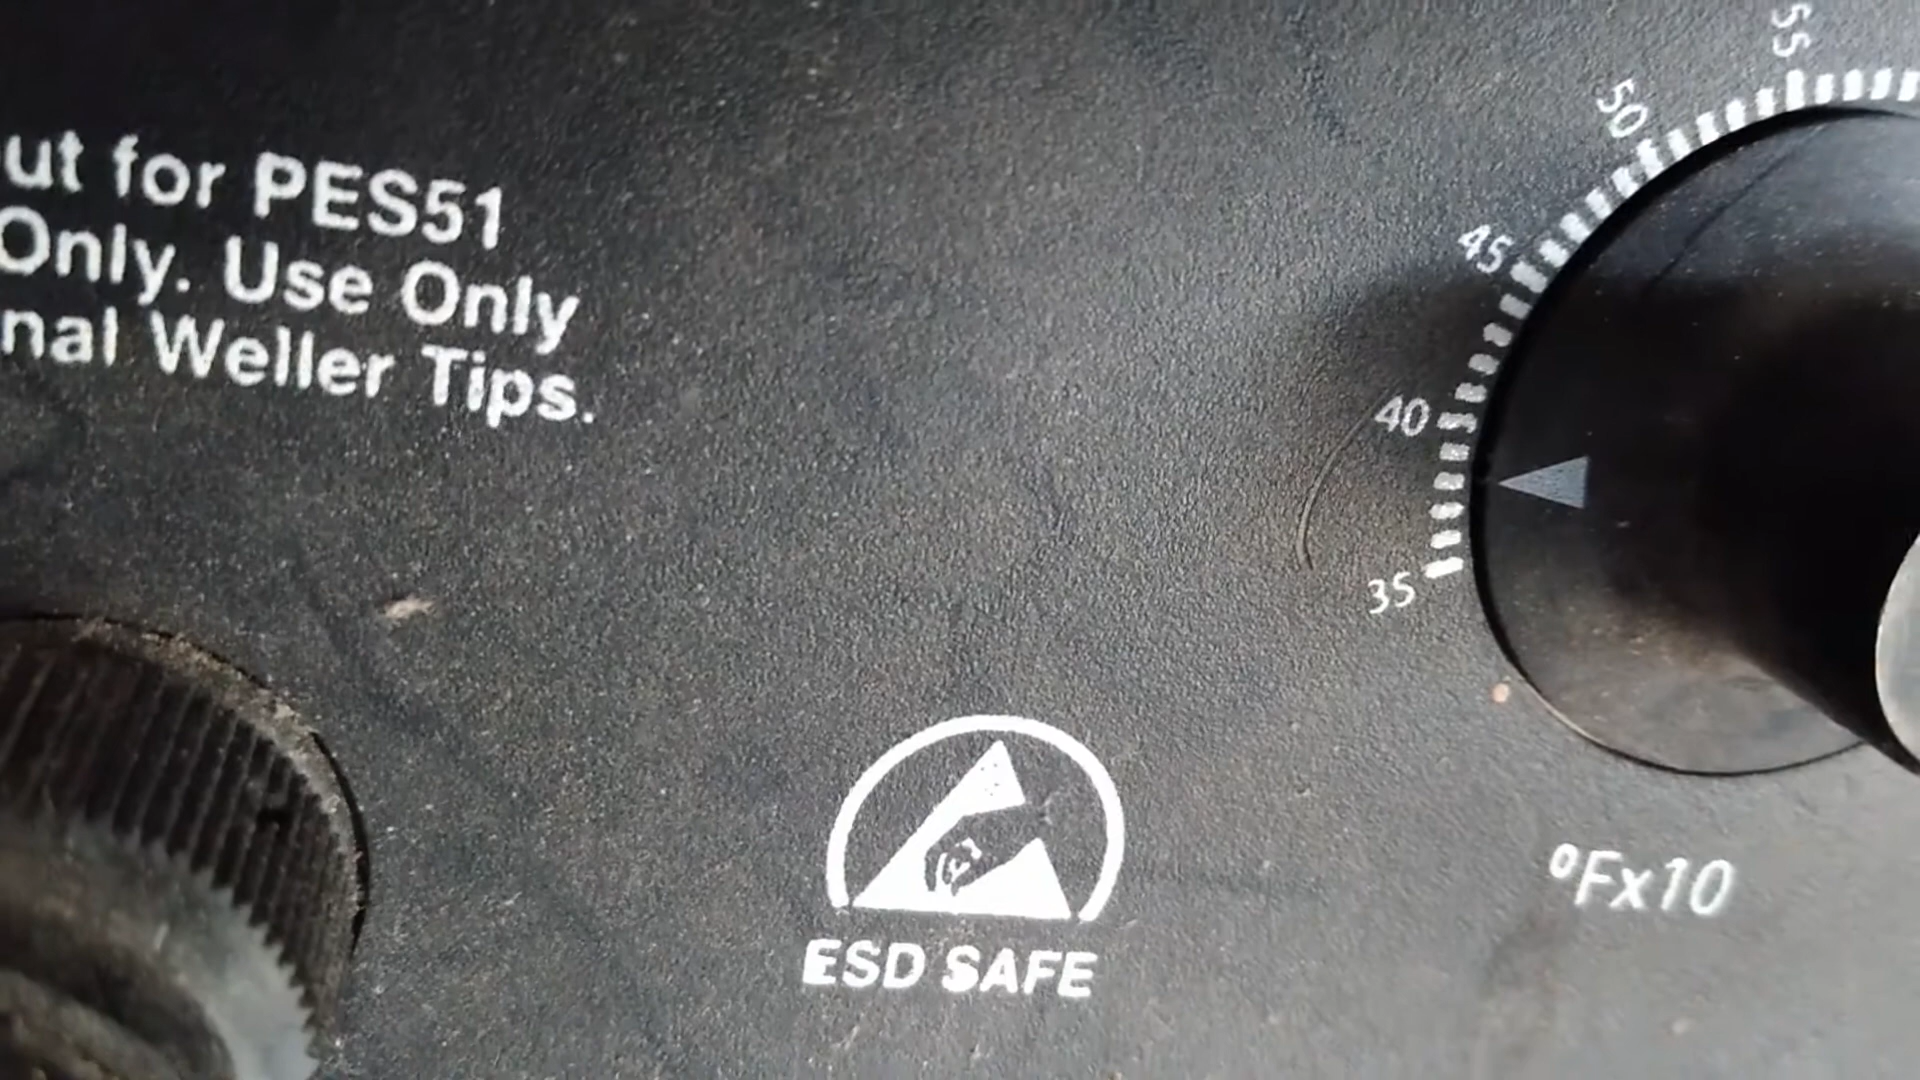 ut for PES51
Only. Use Only
nal Weller Tips.
55
50
45
40
35
°Fx10
ESD SAFE